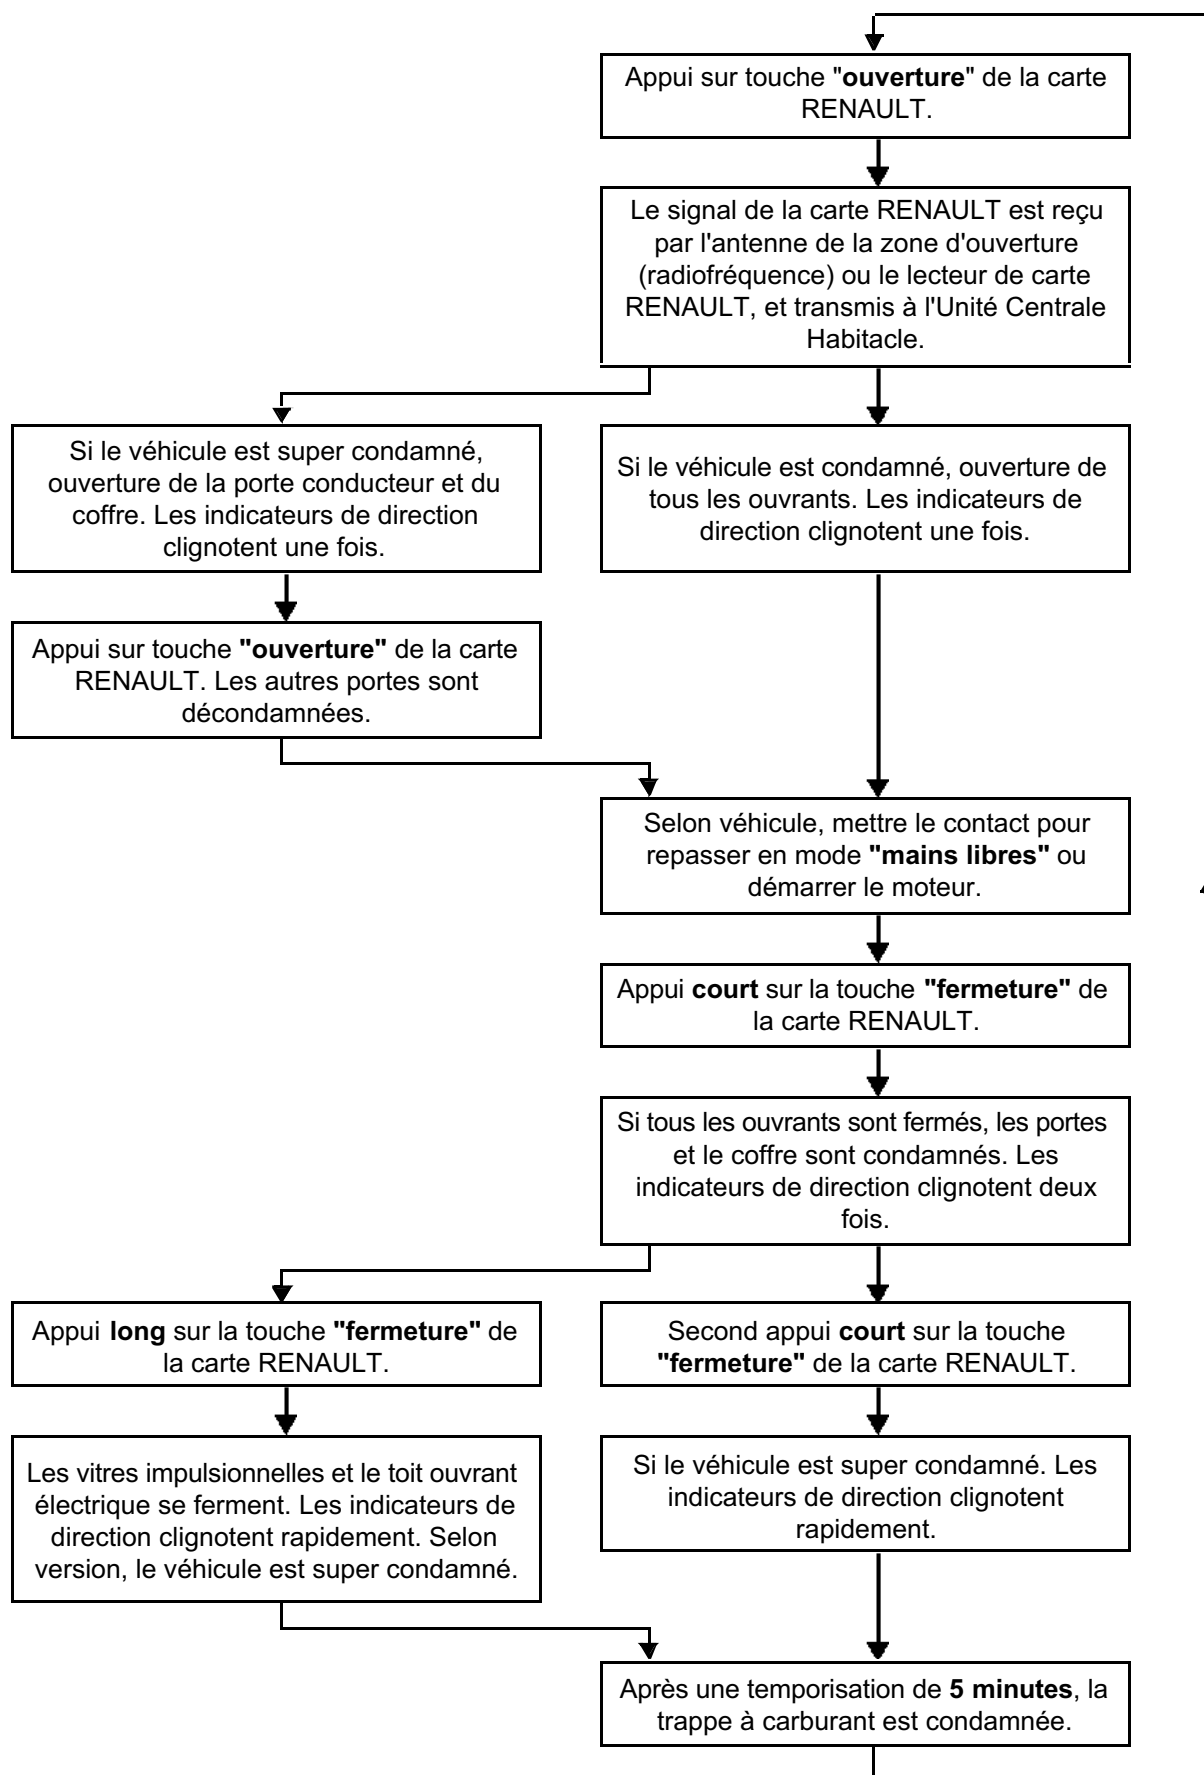 Appui sur touche "ouverture" de la carte
RENAULT.
Le signal de la carte RENAULT est reçu
par l'antenne de la zone d'ouverture
(radiofréquence) ou le lecteur de carte
RENAULT, et transmis à l'Unité Centrale
Habitacle.
Si le véhicule est super condamné,
ouverture de la porte conducteur et du
coffre. Les indicateurs de direction
clignotent une fois.
Si le véhicule est condamné, ouverture de
tous les ouvrants. Les indicateurs de
direction clignotent une fois.
Appui sur touche "ouverture" de la carte
RENAULT. Les autres portes sont
décondamnées.
Selon véhicule, mettre le contact pour
repasser en mode "mains libres" ou
démarrer le moteur.
Appui court sur la touche "fermeture" de
la carte RENAULT.
Si tous les ouvrants sont fermés, les portes
et le coffre sont condamnés. Les
indicateurs de direction clignotent deux
fois.
Appui long sur la touche "fermeture" de
la carte RENAULT.
Second appui court sur la touche
"fermeture" de la carte RENAULT.
Les vitres impulsionnelles et le toit ouvrant
électrique se ferment. Les indicateurs de
direction clignotent rapidement. Selon
version, le véhicule est super condamné.
Si le véhicule est super condamné. Les
indicateurs de direction clignotent
rapidement.
Après une temporisation de 5 minutes, la
trappe à carburant est condamnée.